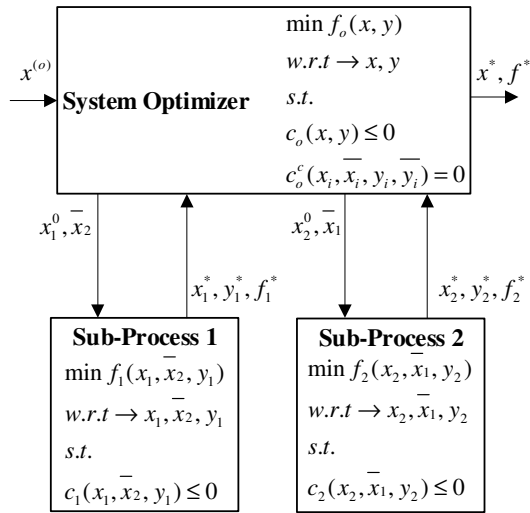 min f_o(x, y)
w.r.t → x, y
x^(o)
x^*, f^*
System Optimizer
s.t.
c_o(x, y) ≤ 0
c_o^c(x_i, x̅_i, y_i, y̅_i) = 0
x_1^0, x̅_2
x_2^0, x̅_1
x_1^*, y_1^*, f_1^*
x_2^*, y_2^*, f_2^*
Sub-Process 1
min f_1(x_1, x̅_2, y_1)
w.r.t → x_1, x̅_2, y_1
s.t.
c_1(x_1, x̅_2, y_1) ≤ 0
Sub-Process 2
min f_2(x_2, x̅_1, y_2)
w.r.t → x_2, x̅_1, y_2
s.t.
c_2(x_2, x̅_1, y_2) ≤ 0